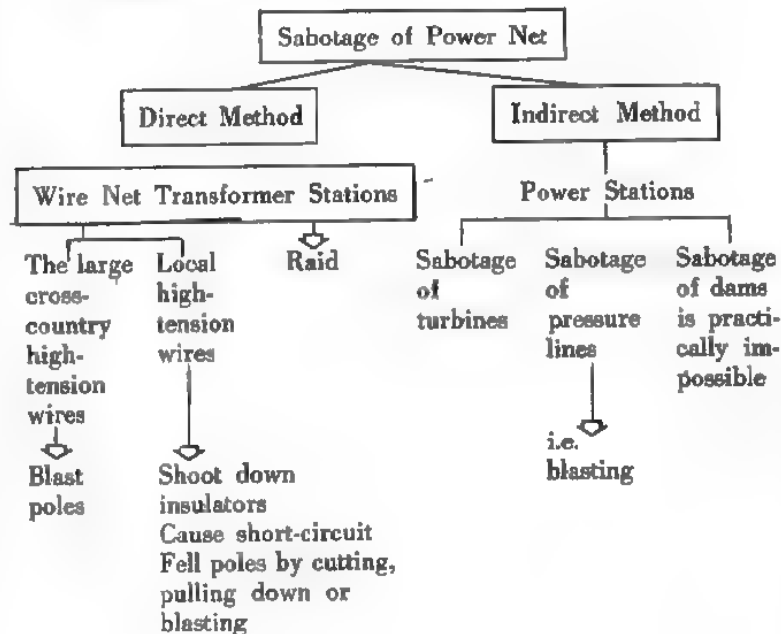 Sabotage of Power Net
Direct Method
Indirect Method
Wire Net Transformer Stations
Power Stations
The large
cross-
country
high-
tension
wires
Local
high-
tension
wires
Raid
Sabotage
of
turbines
Sabotage
of
pressure
lines
Sabotage
of dams
is practi-
cally im-
possible
Blast
poles
Shoot down
insulators
Cause short-circuit
Fell poles by cutting,
pulling down or
blasting
i.e.
blasting